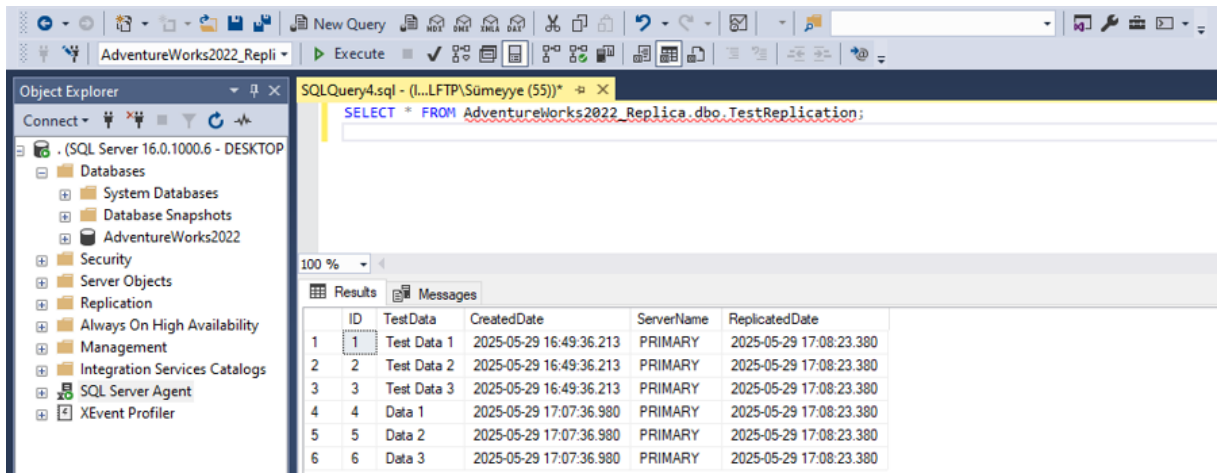 New Query MDX DMX XMLA DAX
AdventureWorks2022_Repli Execute
Object Explorer
Connect
. (SQL Server 16.0.1000.6 - DESKTOP
Databases
System Databases
Database Snapshots
AdventureWorks2022
Security
Server Objects
Replication
Always On High Availability
Management
Integration Services Catalogs
SQL Server Agent
XEvent Profiler
SQLQuery4.sql - (l...LFTP\Sümeyye (55))*
SELECT * FROM AdventureWorks2022_Replica.dbo.TestReplication;
100 %
Results Messages
ID TestData CreatedDate ServerName ReplicatedDate
1 1 Test Data 1 2025-05-29 16:49:36.213 PRIMARY 2025-05-29 17:08:23.380
2 2 Test Data 2 2025-05-29 16:49:36.213 PRIMARY 2025-05-29 17:08:23.380
3 3 Test Data 3 2025-05-29 16:49:36.213 PRIMARY 2025-05-29 17:08:23.380
4 4 Data 1 2025-05-29 17:07:36.980 PRIMARY 2025-05-29 17:08:23.380
5 5 Data 2 2025-05-29 17:07:36.980 PRIMARY 2025-05-29 17:08:23.380
6 6 Data 3 2025-05-29 17:07:36.980 PRIMARY 2025-05-29 17:08:23.380